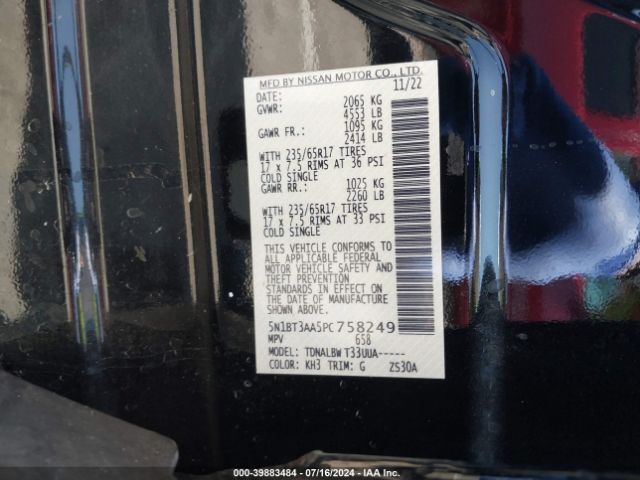 MFD BY NISSAN MOTOR CO., LTD.
DATE: 11/22
GVWR: 2065 KG
4553 LB
GAWR FR.: 1095 KG
2414 LB
WITH 235/65R17 TIRES
17 x 7.5 RIMS AT 36 PSI
COLD SINGLE
GAWR RR.: 1025 KG
2260 LB
WITH 235/65R17 TIRES
17 x 7.5 RIMS AT 33 PSI
COLD SINGLE
THIS VEHICLE CONFORMS TO
ALL APPLICABLE FEDERAL
MOTOR VEHICLE SAFETY AND
THEFT PREVENTION
STANDARDS IN EFFECT ON
THE DATE OF MANUFACTURE
SHOWN ABOVE.
5N1BT3AA5PC758249
MPV 658
MODEL: TDNALBW T33UUA-----
COLOR: KH3 TRIM: G ZS30A
000-39883484 - 07/16/2024 - IAA Inc.